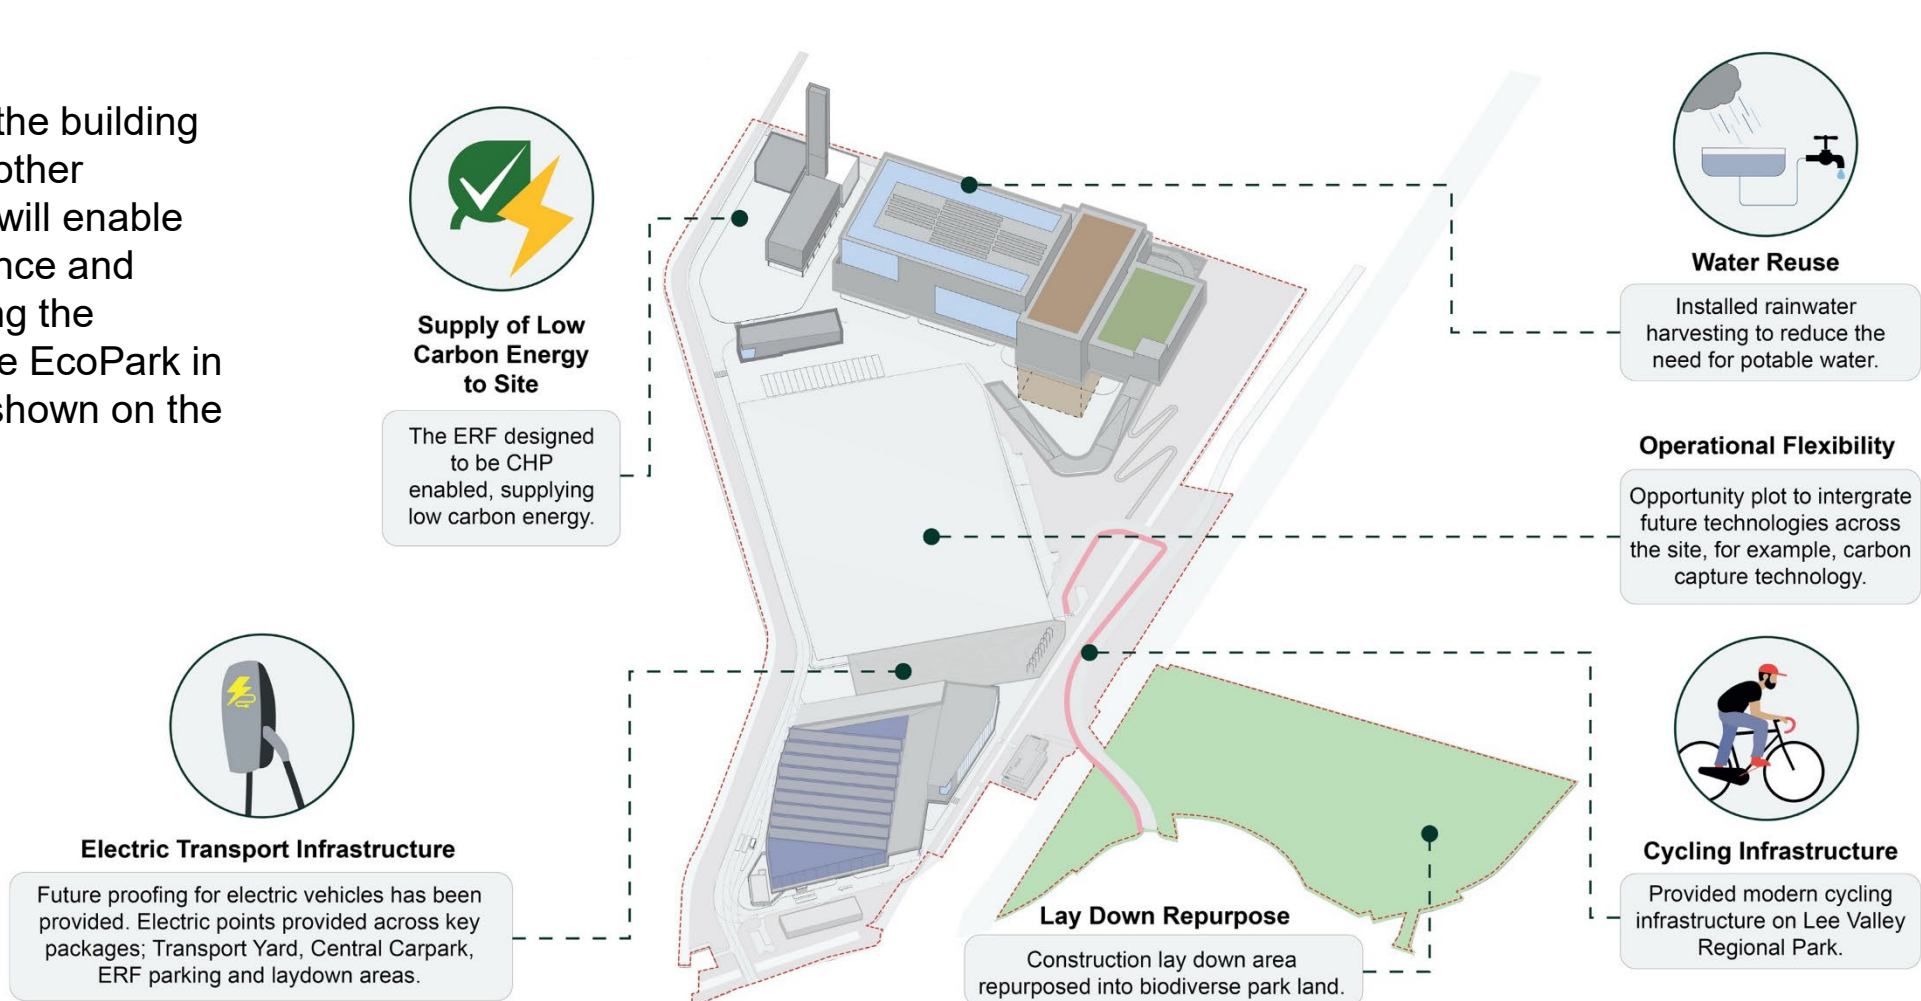 the building
other
will enable
nce and
ng the
e EcoPark in
shown on the
Supply of Low
Carbon Energy
to Site
The ERF designed
to be CHP
enabled, supplying
low carbon energy.
Water Reuse
Installed rainwater
harvesting to reduce the
need for potable water.
Operational Flexibility
Opportunity plot to intergrate
future technologies across
the site, for example, carbon
capture technology.
Electric Transport Infrastructure
Future proofing for electric vehicles has been
provided. Electric points provided across key
packages; Transport Yard, Central Carpark,
ERF parking and laydown areas.
Lay Down Repurpose
Construction lay down area
repurposed into biodiverse park land.
Cycling Infrastructure
Provided modern cycling
infrastructure on Lee Valley
Regional Park.